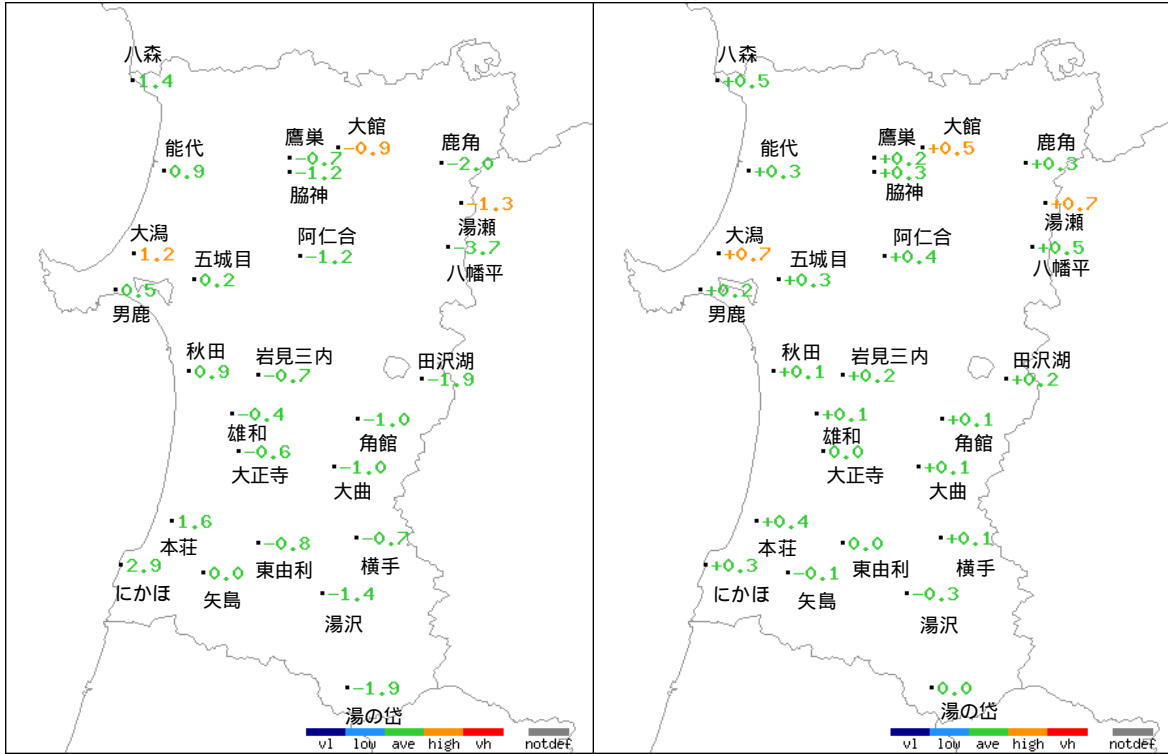 八森
1.4
能代
0.9
鷹巣
-0.7
大館
-0.9
-1.2
脇神
鹿角
-2.0
-1.3
湯瀬
大潟
1.2
五城目
0.2
阿仁合
-1.2
-3.7
八幡平
0.5
男鹿
秋田
0.9
岩見三内
-0.7
田沢湖
-1.9
-0.4
雄和
-1.0
角館
-0.6
大正寺
-1.0
大曲
1.6
本荘
-0.8
東由利
-0.7
横手
2.9
にかほ
0.0
矢島
-1.4
湯沢
-1.9
湯の岱
vl low ave high vh notdef
八森
+0.5
能代
+0.3
鷹巣
+0.2
大館
+0.5
+0.3
脇神
鹿角
+0.3
+0.7
湯瀬
大潟
+0.7
五城目
+0.3
阿仁合
+0.4
+0.5
八幡平
+0.2
男鹿
秋田
+0.1
岩見三内
+0.2
田沢湖
+0.2
+0.1
雄和
+0.1
角館
0.0
大正寺
+0.1
大曲
+0.4
本荘
0.0
東由利
+0.1
横手
+0.3
にかほ
-0.1
矢島
-0.3
湯沢
0.0
湯の岱
vl low ave high vh notdef